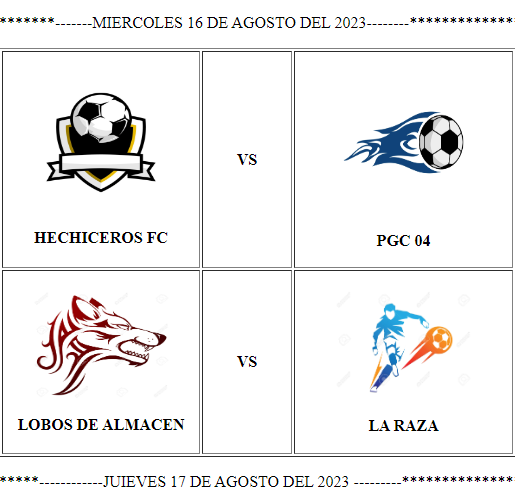 *******-------MIERCOLES 16 DE AGOSTO DEL 2023--------*************
VS
HECHICEROS FC
PGC 04
VS
LOBOS DE ALMACEN
LA RAZA
*****------------JUIEVES 17 DE AGOSTO DEL 2023 ---------**************